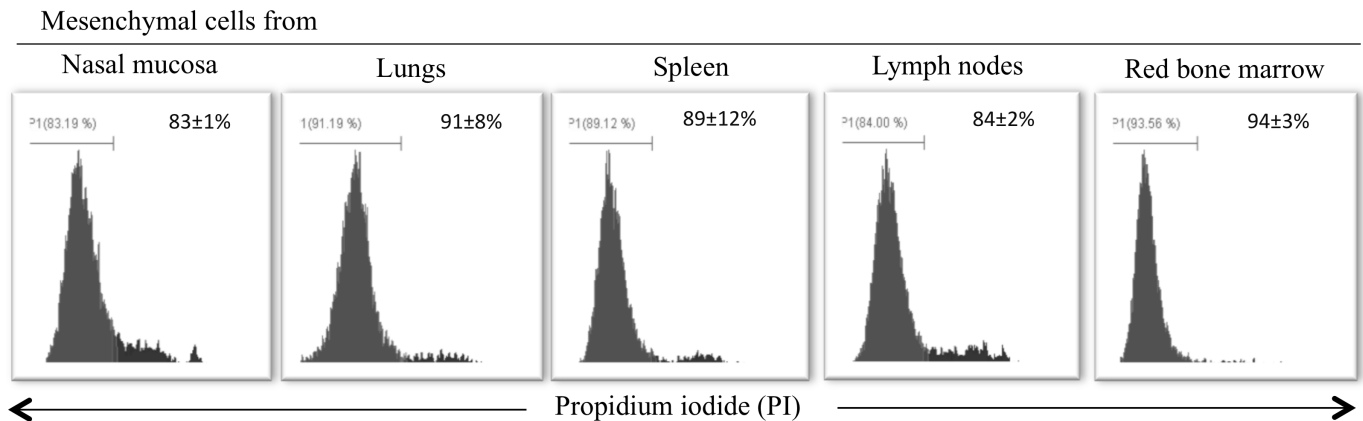 Mesenchymal cells from
Nasal mucosa
Lungs
Spleen
Lymph nodes
Red bone marrow
P1(83.19 %)
83±1%
1(91.19 %)
91±8%
P1(89.12 %)
89±12%
P1(84.00 %)
84±2%
P1(93.56 %)
94±3%
Propidium iodide (PI)